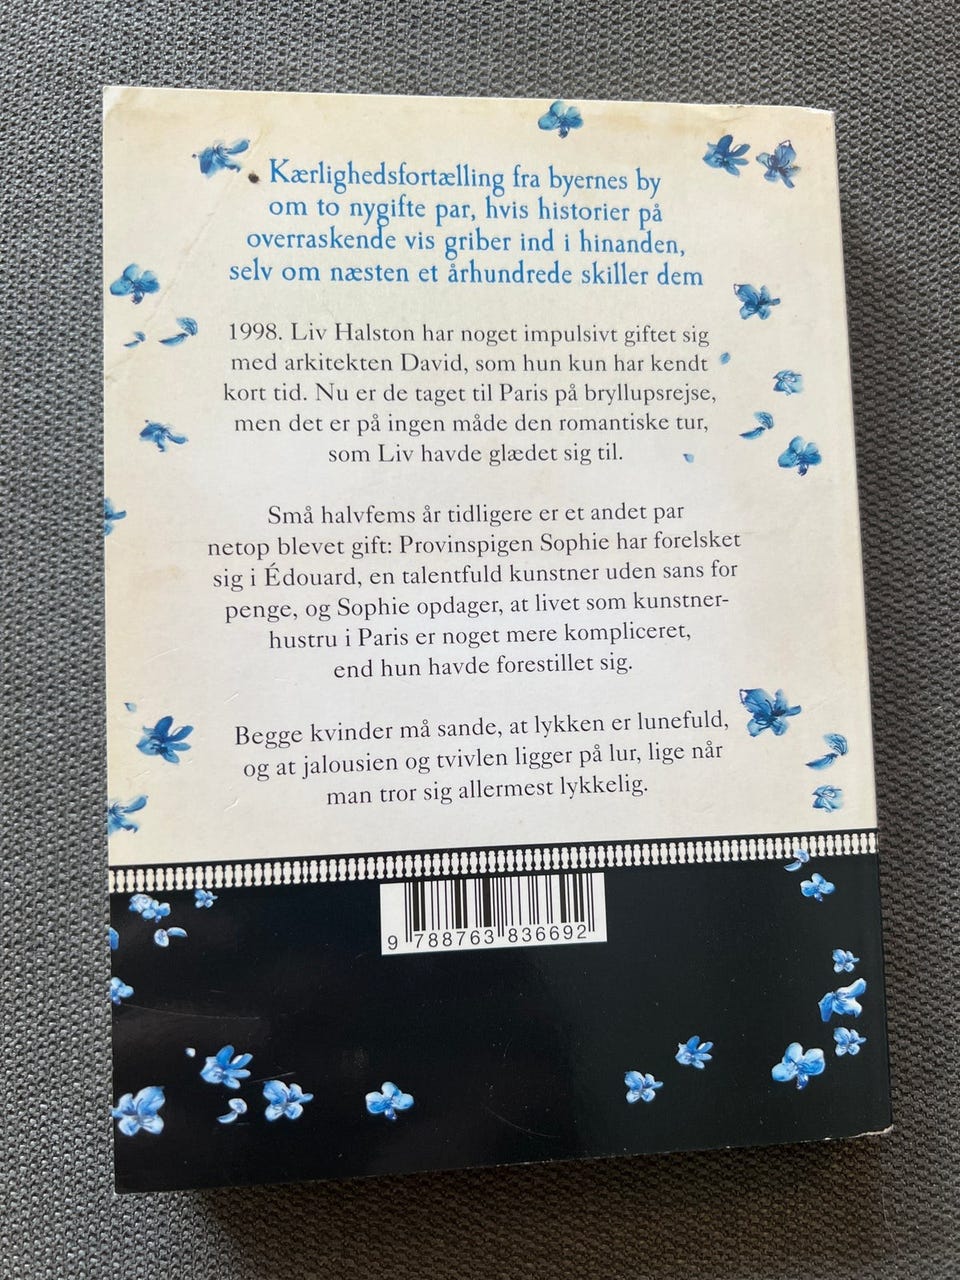 Kærlighedsfortælling fra byernes by
om to nygifte par, hvis historier på
overraskende vis griber ind i hinanden,
selv om næsten et århundrede skiller dem
1998. Liv Halston har noget impulsivt giftet sig
med arkitekten David, som hun kun har kendt
kort tid. Nu er de taget til Paris på bryllupsrejse,
men det er på ingen måde den romantiske tur,
som Liv havde glædet sig til.
Små halvfems år tidligere er et andet par
netop blevet gift: Provinspigen Sophie har forelsket
sig i Édouard, en talentfuld kunstner uden sans for
penge, og Sophie opdager, at livet som kunstner-
hustru i Paris er noget mere kompliceret,
end hun havde forestillet sig.
Begge kvinder må sande, at lykken er lunefuld,
og at jalousien og tvivlen ligger på lur, lige når
man tror sig allermest lykkelig.
9 788763 836692